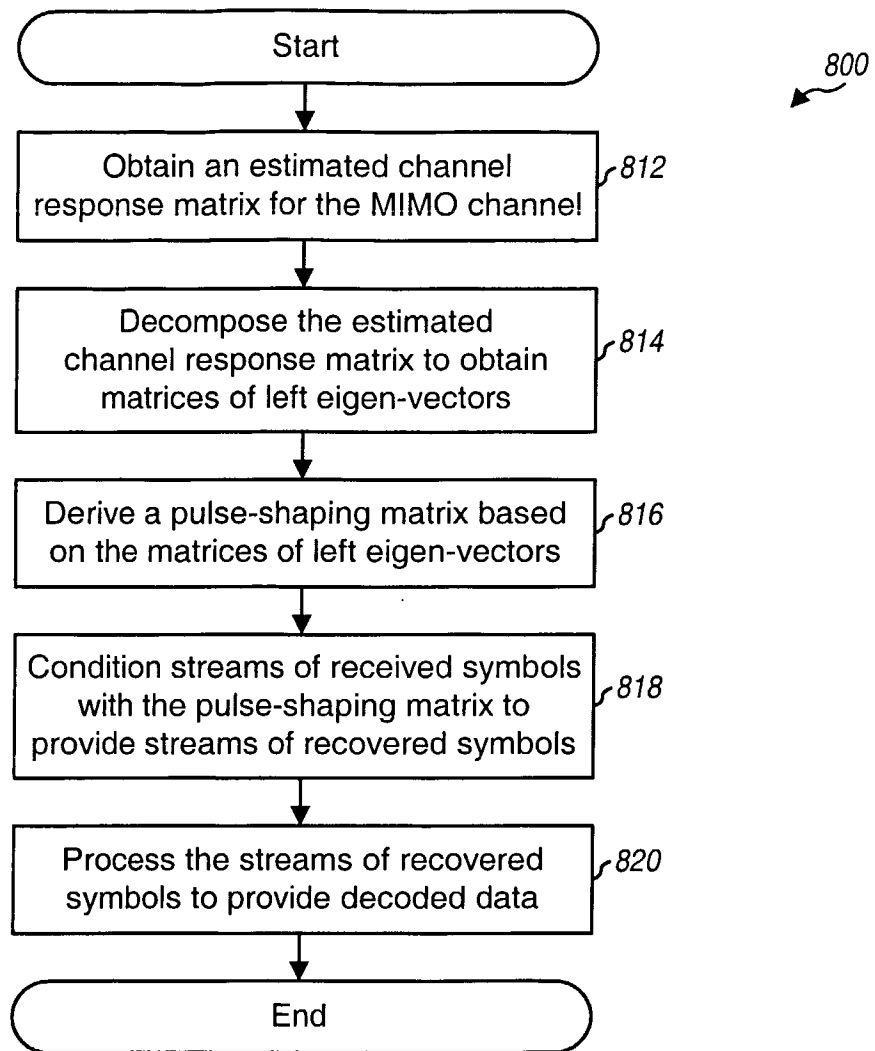 Start
800
Obtain an estimated channel
response matrix for the MIMO channel
812
Decompose the estimated
channel response matrix to obtain
matrices of left eigen-vectors
814
Derive a pulse-shaping matrix based
on the matrices of left eigen-vectors
816
Condition streams of received symbols
with the pulse-shaping matrix to
provide streams of recovered symbols
818
Process the streams of recovered
symbols to provide decoded data
820
End